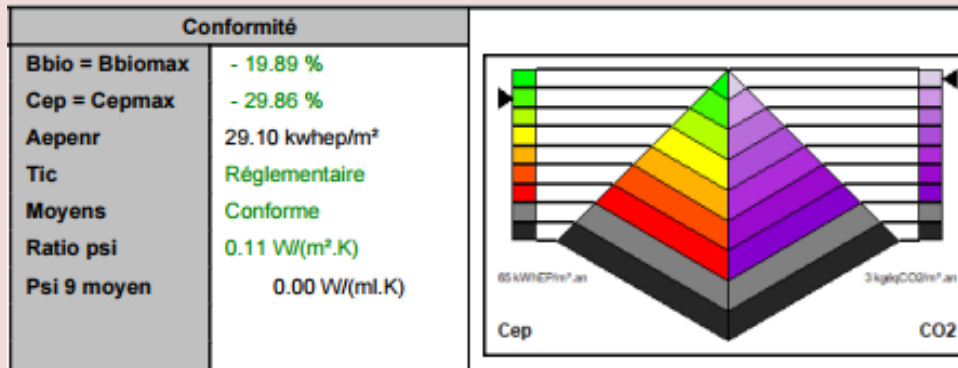 Conformité
Bbio = Bbiomax - 19.89 %
Cep = Cepmax - 29.86 %
Aepenr 29.10 kwhep/m²
Tic Réglementaire
Moyens Conforme
Ratio psi 0.11 W/(m².K)
Psi 9 moyen 0.00 W/(ml.K)
65 kWhEP/m².an 3 kgéqCO2/m².an
Cep CO2